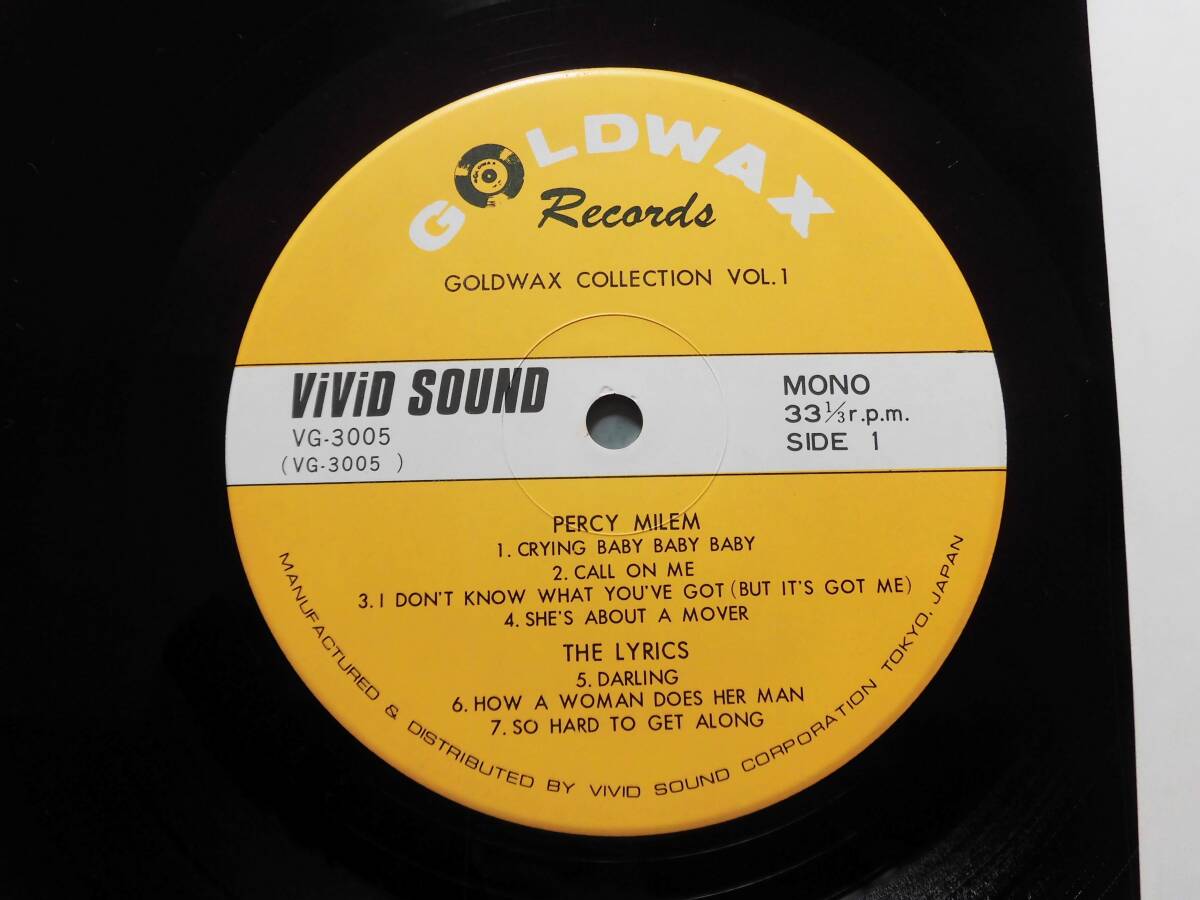 GOLDWAX
Records
GOLDWAX COLLECTION VOL.1
ViViD SOUND
VG-3005
(VG-3005 )
MONO
33⅓r.p.m.
SIDE 1
PERCY MILEM
1. CRYING BABY BABY BABY
2. CALL ON ME
3. I DON'T KNOW WHAT YOU'VE GOT (BUT IT'S GOT ME)
4. SHE'S ABOUT A MOVER
THE LYRICS
5. DARLING
6. HOW A WOMAN DOES HER MAN
7. SO HARD TO GET ALONG
MANUFACTURED & DISTRIBUTED BY VIVID SOUND CORPORATION TOKYO, JAPAN